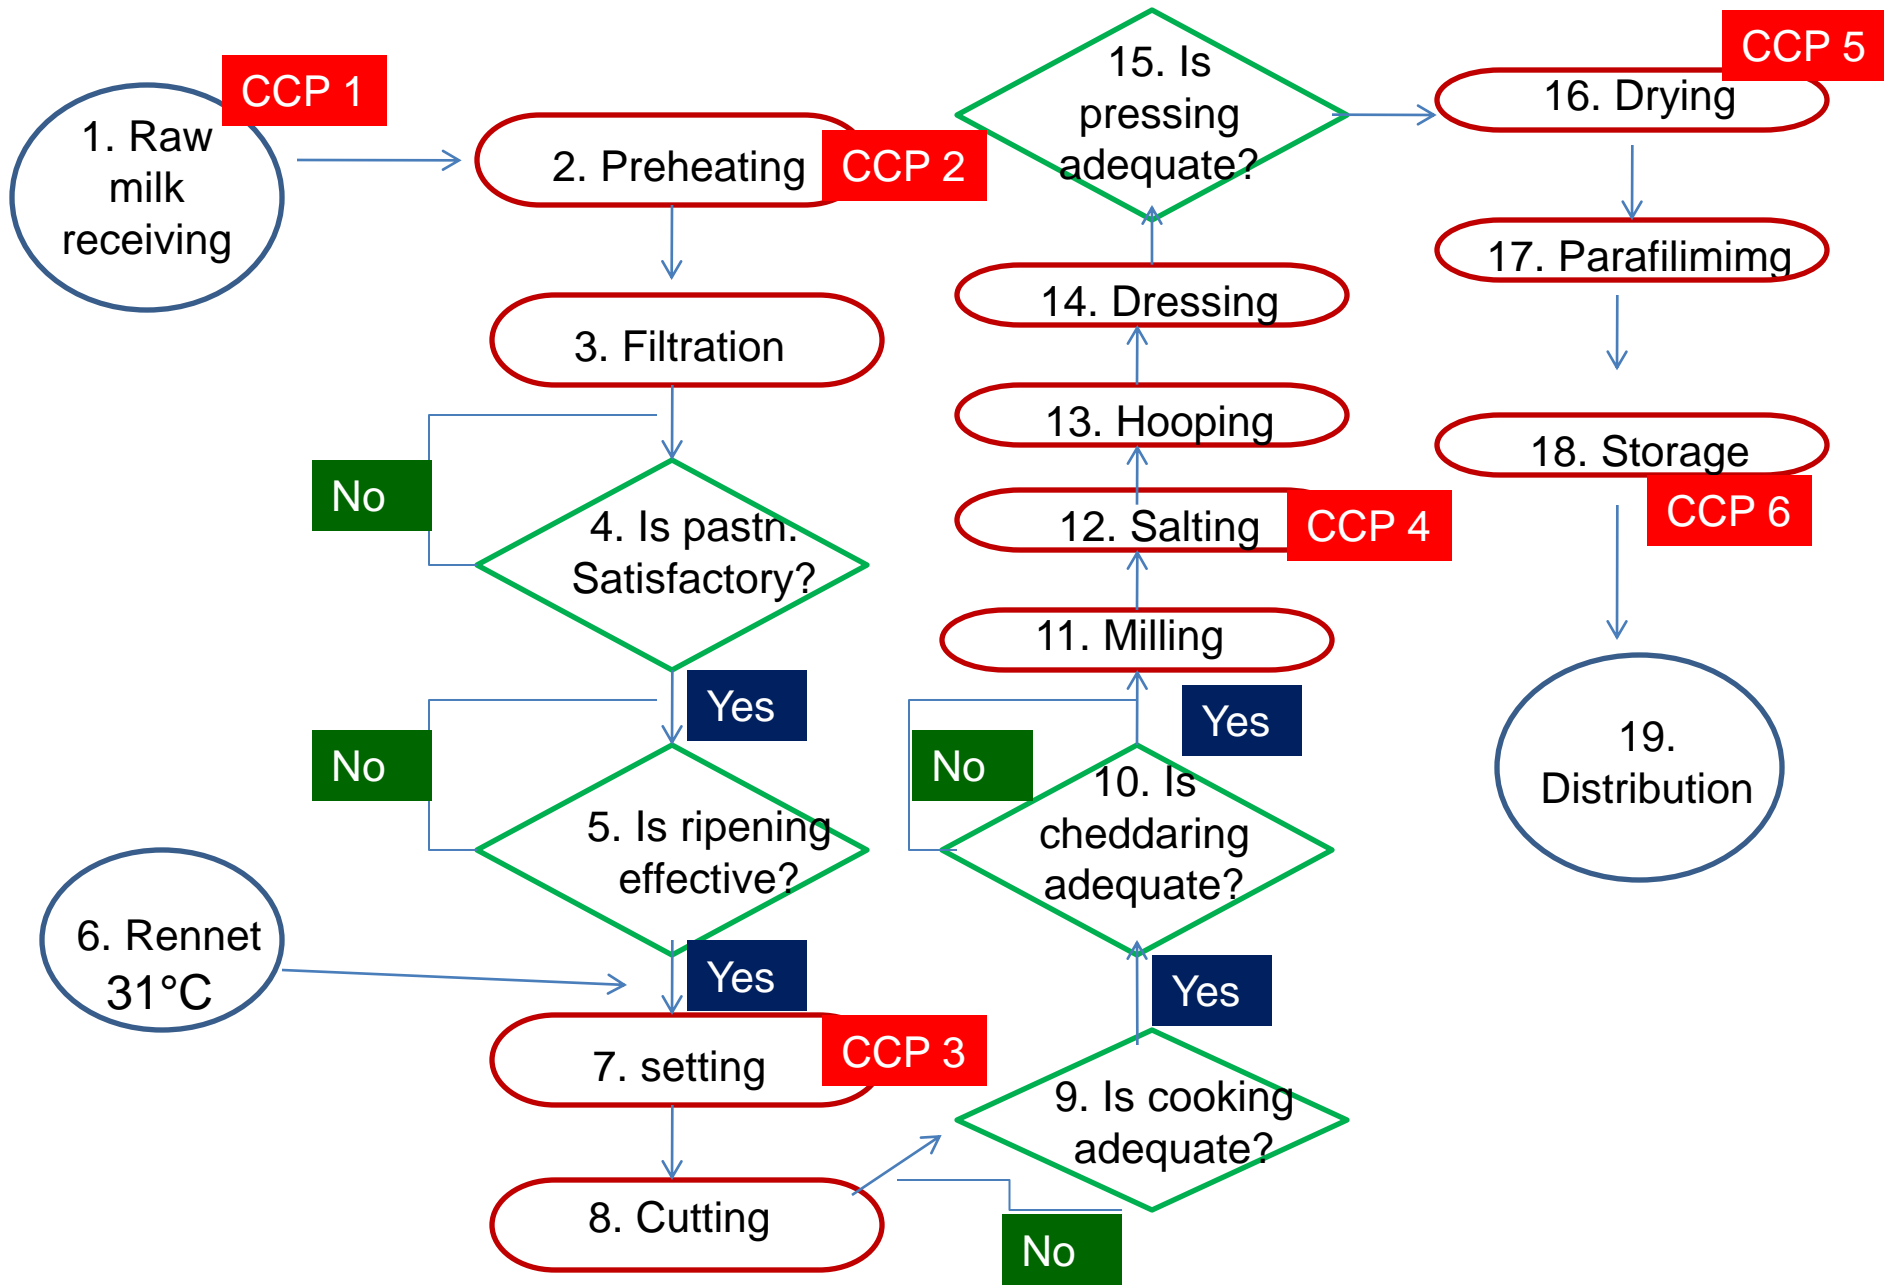 CCP 1
1. Raw
milk
receiving
2. Preheating
CCP 2
3. Filtration
No
4. Is pastn.
Satisfactory?
Yes
No
5. Is ripening
effective?
Yes
6. Rennet
31°C
7. setting
CCP 3
8. Cutting
9. Is cooking
adequate?
No
Yes
10. Is
cheddaring
adequate?
No
Yes
11. Milling
12. Salting
CCP 4
13. Hooping
14. Dressing
15. Is
pressing
adequate?
CCP 5
16. Drying
17. Parafilimimg
18. Storage
CCP 6
19.
Distribution